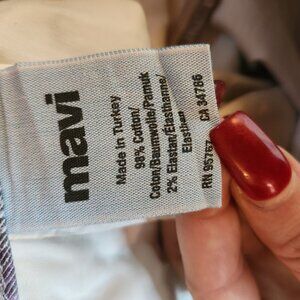 mavi
Made in Turkey
98% Cotton/
Coton/Baumwolle/Pamuk
2% Elastan/Elasthanne/
Elastan
RN 95757 CA 34786